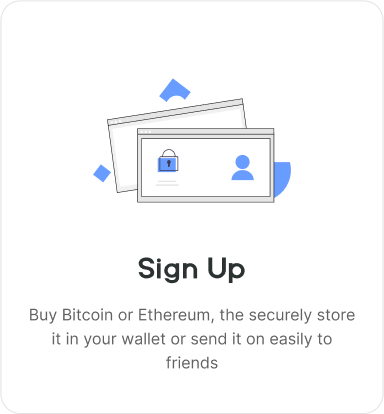 Sign Up
Buy Bitcoin or Ethereum, the securely store
it in your wallet or send it on easily to
friends